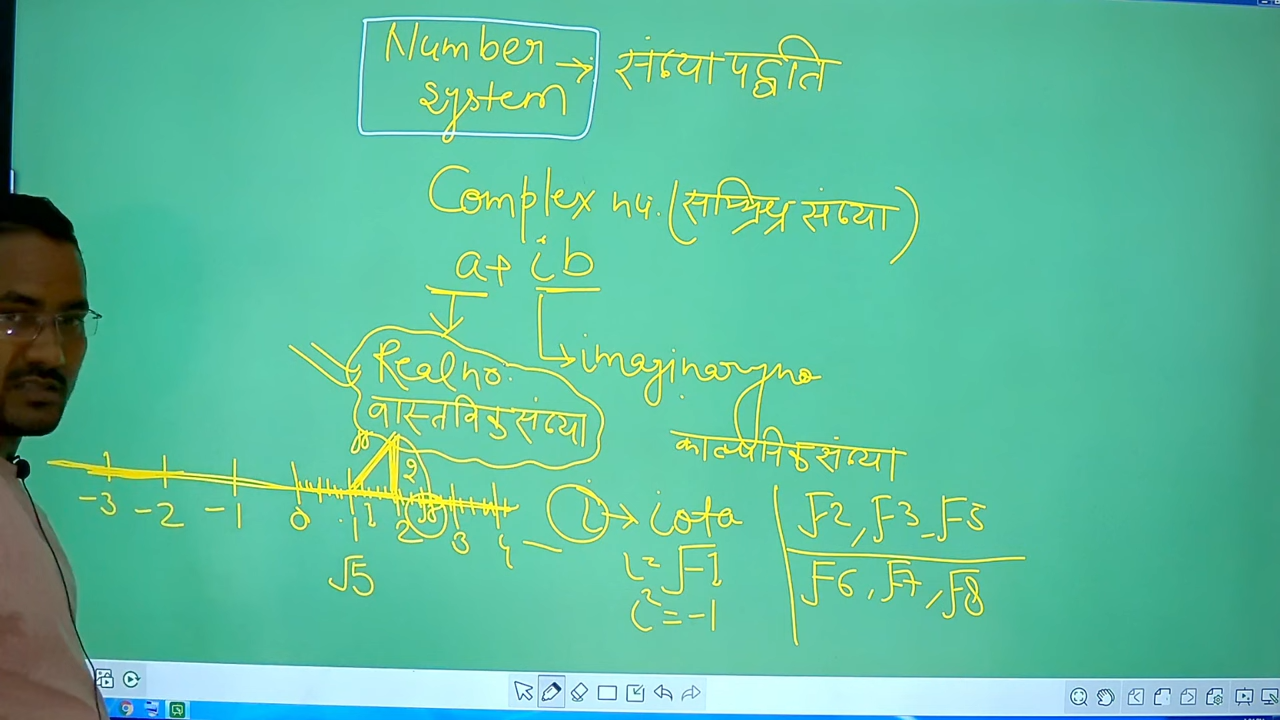 Number → संख्या पद्धति
System
Complex nu. (सम्मिश्र संख्या)
a + ib
Real no.
imaginary no
वास्तविक संख्या
काल्पनिक संख्या
-3 -2 -1 0 1 2 3 4
i → iota
√-2, √-3 √-5
√5
i = √-1
√-6, √-7, √-8
i² = -1